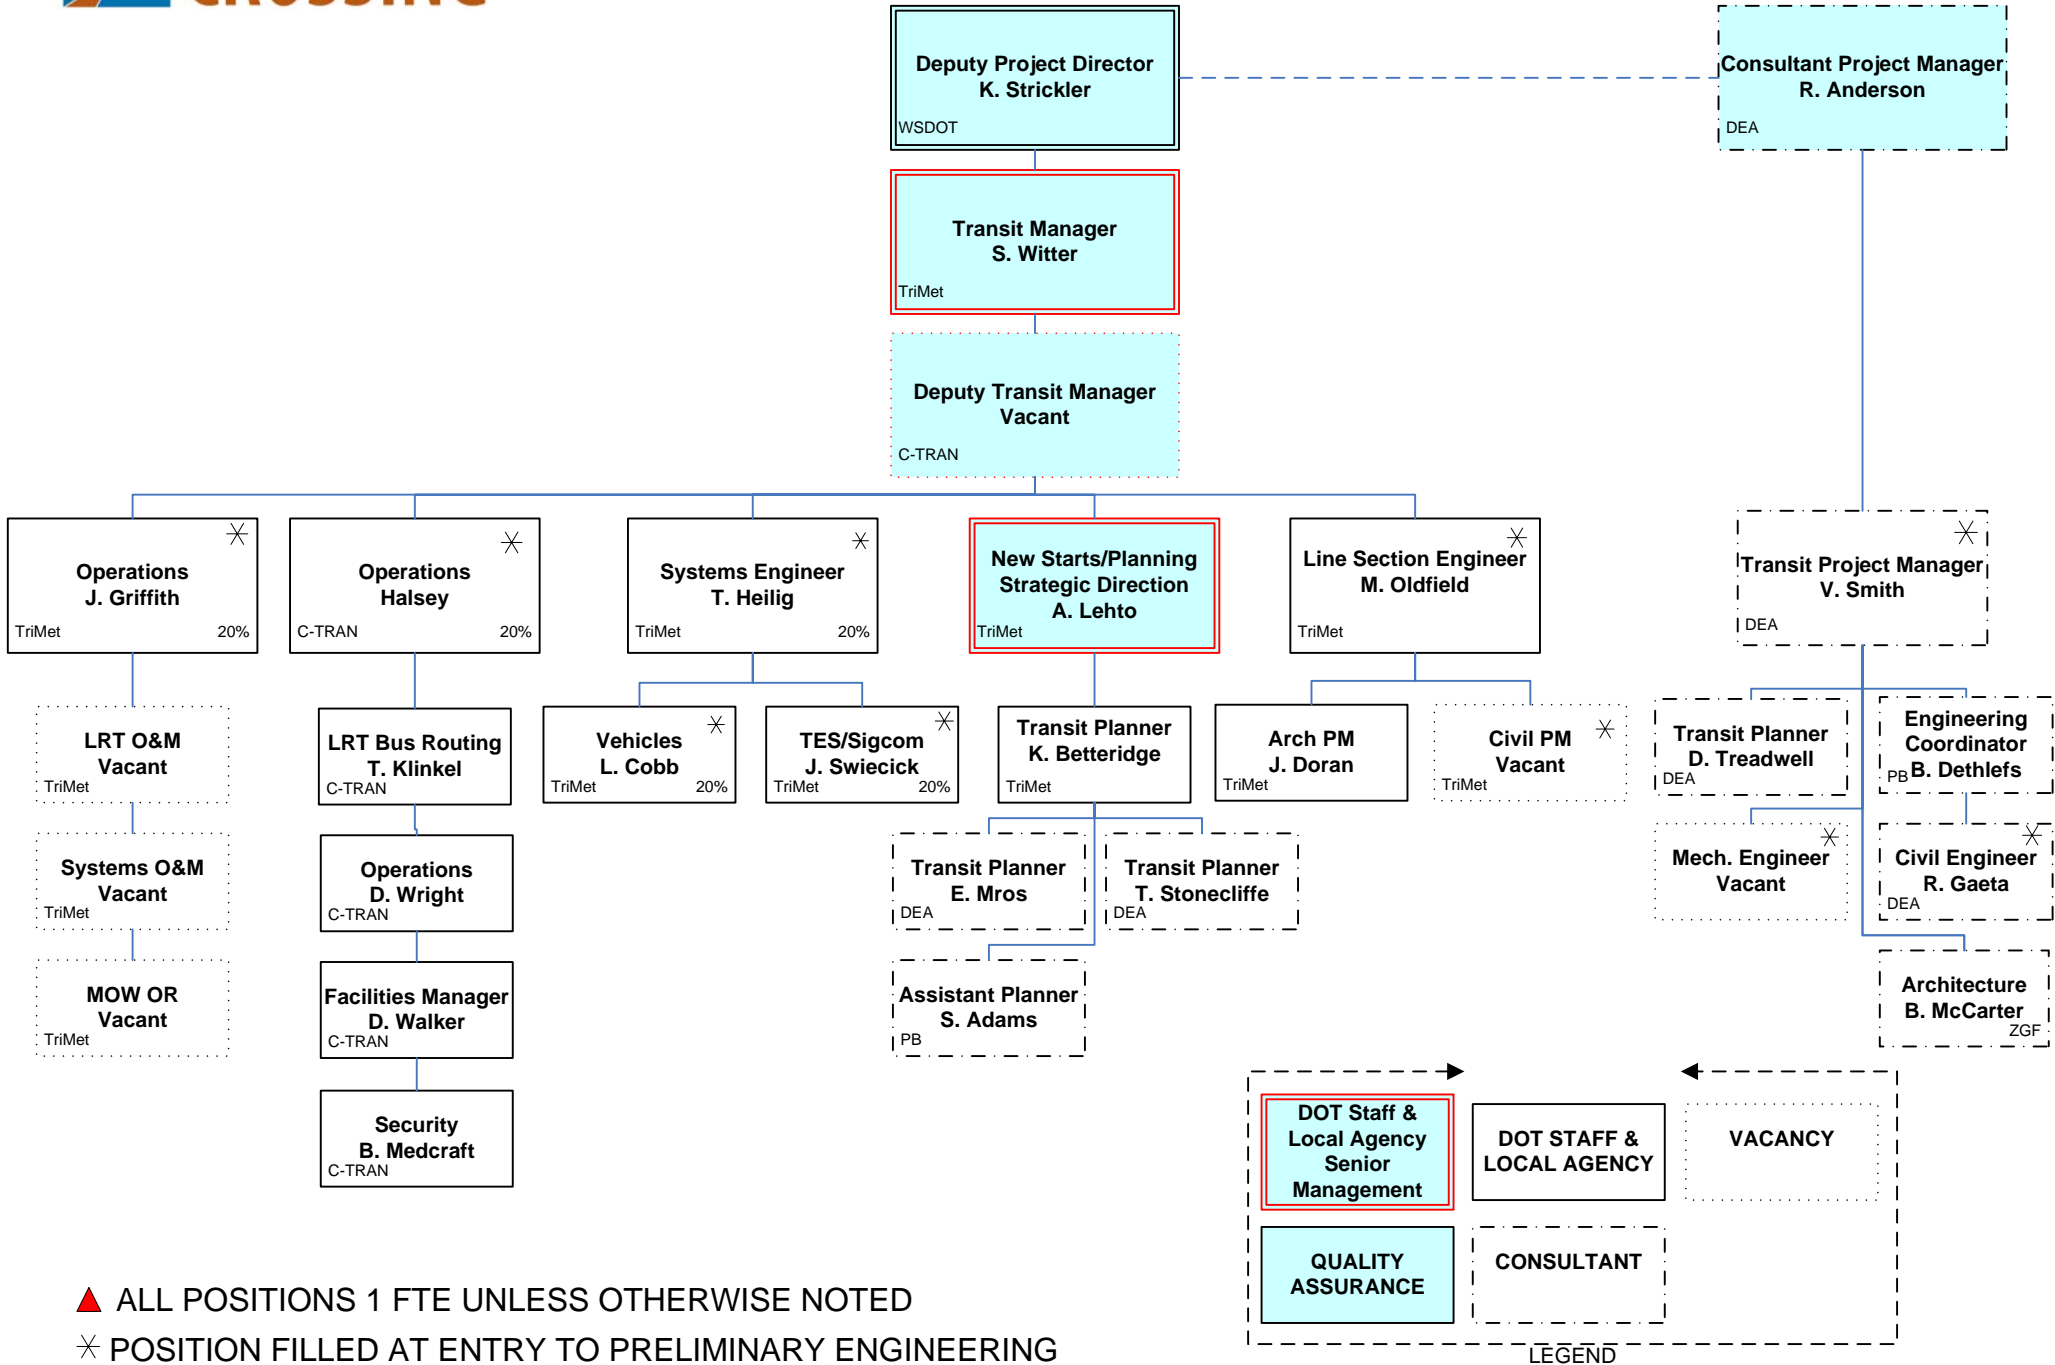 CROSSING
Deputy Project Director
K. Strickler
WSDOT
Consultant Project Manager
R. Anderson
DEA
Transit Manager
S. Witter
TriMet
Deputy Transit Manager
Vacant
C-TRAN
Operations
J. Griffith
TriMet 20%
Operations
Halsey
C-TRAN 20%
Systems Engineer
T. Heilig
TriMet 20%
New Starts/Planning
Strategic Direction
A. Lehto
TriMet
Line Section Engineer
M. Oldfield
TriMet
Transit Project Manager
V. Smith
DEA
LRT O&M
Vacant
TriMet
LRT Bus Routing
T. Klinkel
C-TRAN
Vehicles
L. Cobb
TriMet 20%
TES/Sigcom
J. Swiecick
TriMet 20%
Transit Planner
K. Betteridge
TriMet
Arch PM
J. Doran
TriMet
Civil PM
Vacant
TriMet
Transit Planner
D. Treadwell
DEA
Engineering
Coordinator
B. Dethlefs
PB
Systems O&M
Vacant
TriMet
Operations
D. Wright
C-TRAN
Transit Planner
E. Mros
DEA
Transit Planner
T. Stonecliffe
DEA
Mech. Engineer
Vacant
Civil Engineer
R. Gaeta
DEA
MOW OR
Vacant
TriMet
Facilities Manager
D. Walker
C-TRAN
Assistant Planner
S. Adams
PB
Architecture
B. McCarter
ZGF
Security
B. Medcraft
C-TRAN
DOT Staff &
Local Agency
Senior
Management
DOT STAFF &
LOCAL AGENCY
VACANCY
QUALITY
ASSURANCE
CONSULTANT
LEGEND
ALL POSITIONS 1 FTE UNLESS OTHERWISE NOTED
POSITION FILLED AT ENTRY TO PRELIMINARY ENGINEERING